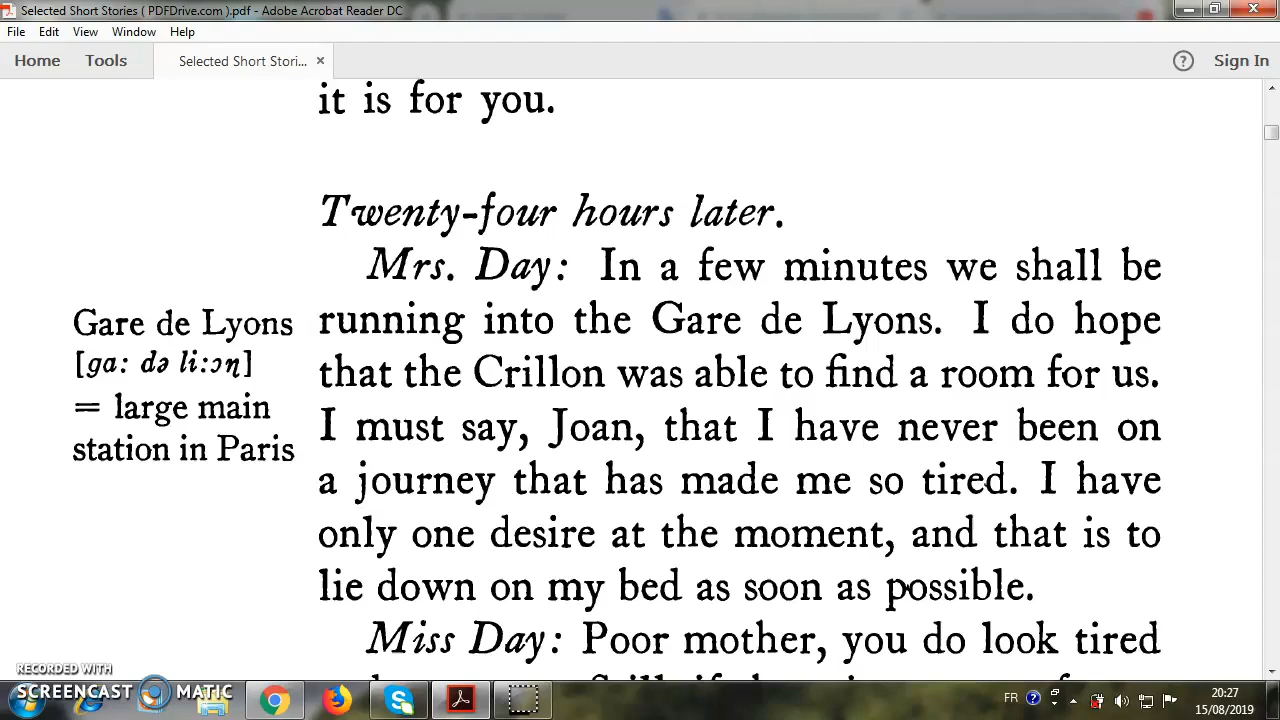 Selected Short Stories ( PDFDrive.com ).pdf - Adobe Acrobat Reader DC
File Edit View Window Help
Home Tools Selected Short Stori... × ? Sign In
it is for you.
Twenty-four hours later.
Mrs. Day: In a few minutes we shall be
running into the Gare de Lyons. I do hope
that the Crillon was able to find a room for us.
I must say, Joan, that I have never been on
a journey that has made me so tired. I have
only one desire at the moment, and that is to
lie down on my bed as soon as possible.
Miss Day: Poor mother, you do look tired
Gare de Lyons
[ga: də li:ɔŋ]
= large main
station in Paris
RECORDED WITH
SCREENCAST MATIC
FR
20:27
15/08/2019